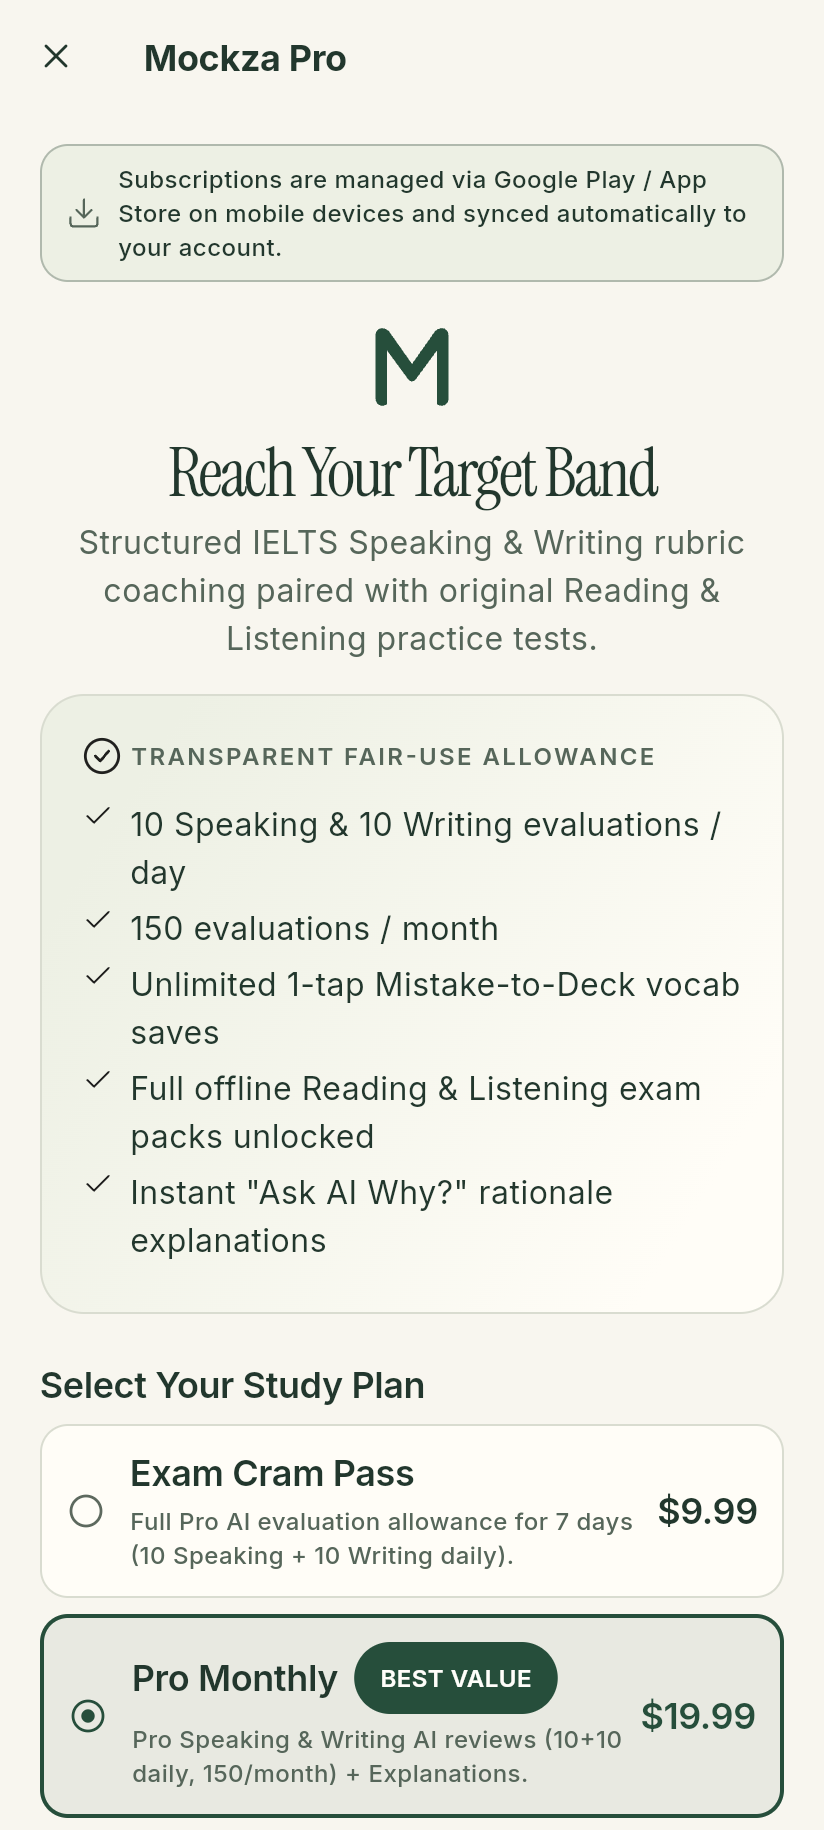 Mockza Pro
Subscriptions are managed via Google Play / App
Store on mobile devices and synced automatically to
your account.
M
Reach Your Target Band
Structured IELTS Speaking & Writing rubric
coaching paired with original Reading &
Listening practice tests.
TRANSPARENT FAIR-USE ALLOWANCE
10 Speaking & 10 Writing evaluations /
day
150 evaluations / month
Unlimited 1-tap Mistake-to-Deck vocab
saves
Full offline Reading & Listening exam
packs unlocked
Instant "Ask AI Why?" rationale
explanations
Select Your Study Plan
Exam Cram Pass
Full Pro AI evaluation allowance for 7 days
(10 Speaking + 10 Writing daily).
$9.99
Pro Monthly BEST VALUE
Pro Speaking & Writing AI reviews (10+10
daily, 150/month) + Explanations.
$19.99